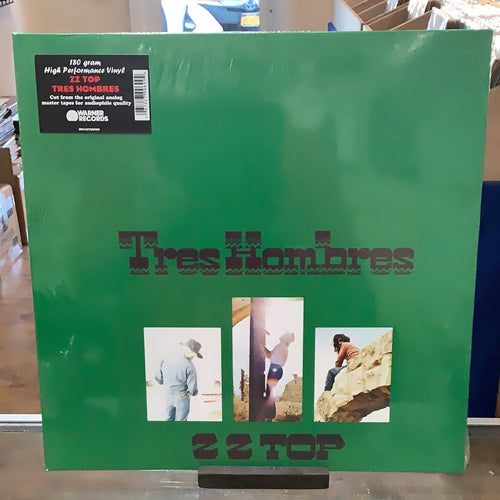 180 gram
High Performance Vinyl
ZZ TOP
TRES HOMBRES
Cut from the original analog
master tapes for audiophile quality
WARNER
RECORDS
Tres Hombres
ZZ TOP